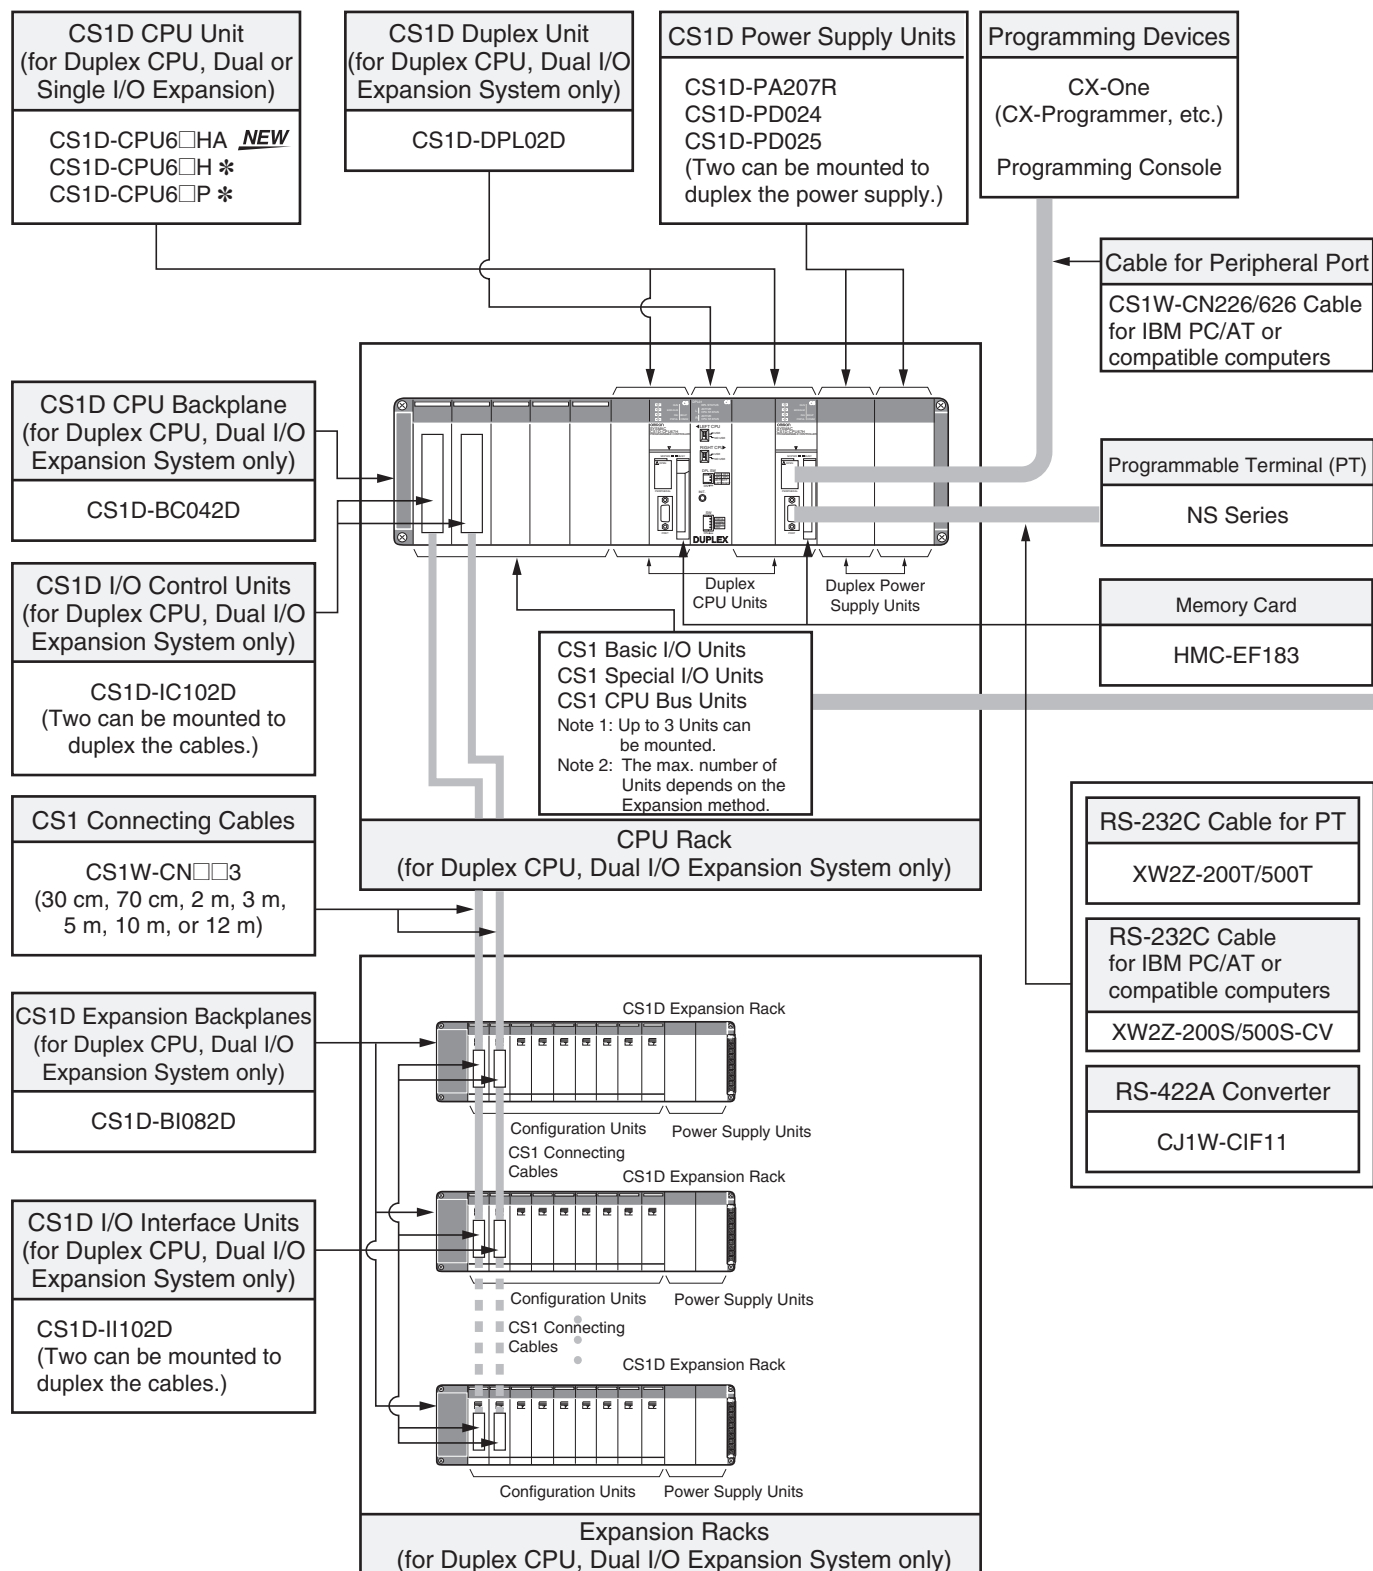 CS1D CPU Unit
(for Duplex CPU, Dual or
Single I/O Expansion)
CS1D-CPU6□HA NEW
CS1D-CPU6□H ✽
CS1D-CPU6□P ✽
CS1D Duplex Unit
(for Duplex CPU, Dual I/O
Expansion System only)
CS1D-DPL02D
CS1D Power Supply Units
CS1D-PA207R
CS1D-PD024
CS1D-PD025
(Two can be mounted to
duplex the power supply.)
Programming Devices
CX-One
(CX-Programmer, etc.)
Programming Console
Cable for Peripheral Port
CS1W-CN226/626 Cable
for IBM PC/AT or
compatible computers
CS1D CPU Backplane
(for Duplex CPU, Dual I/O
Expansion System only)
CS1D-BC042D
◀LEFT CPU
RIGHT CPU▶
DUPLEX
Programmable Terminal (PT)
NS Series
CS1D I/O Control Units
(for Duplex CPU, Dual I/O
Expansion System only)
CS1D-IC102D
(Two can be mounted to
duplex the cables.)
Duplex
CPU Units
Duplex Power
Supply Units
Memory Card
HMC-EF183
CS1 Basic I/O Units
CS1 Special I/O Units
CS1 CPU Bus Units
Note 1: Up to 3 Units can
be mounted.
Note 2: The max. number of
Units depends on the
Expansion method.
CPU Rack
(for Duplex CPU, Dual I/O Expansion System only)
CS1 Connecting Cables
CS1W-CN□□3
(30 cm, 70 cm, 2 m, 3 m,
5 m, 10 m, or 12 m)
RS-232C Cable for PT
XW2Z-200T/500T
RS-232C Cable
for IBM PC/AT or
compatible computers
XW2Z-200S/500S-CV
RS-422A Converter
CJ1W-CIF11
CS1D Expansion Backplanes
(for Duplex CPU, Dual I/O
Expansion System only)
CS1D-BI082D
CS1D Expansion Rack
Configuration Units
Power Supply Units
CS1 Connecting
Cables
CS1D Expansion Rack
CS1D I/O Interface Units
(for Duplex CPU, Dual I/O
Expansion System only)
CS1D-II102D
(Two can be mounted to
duplex the cables.)
Configuration Units
Power Supply Units
CS1 Connecting
Cables
CS1D Expansion Rack
Configuration Units
Power Supply Units
Expansion Racks
(for Duplex CPU, Dual I/O Expansion System only)